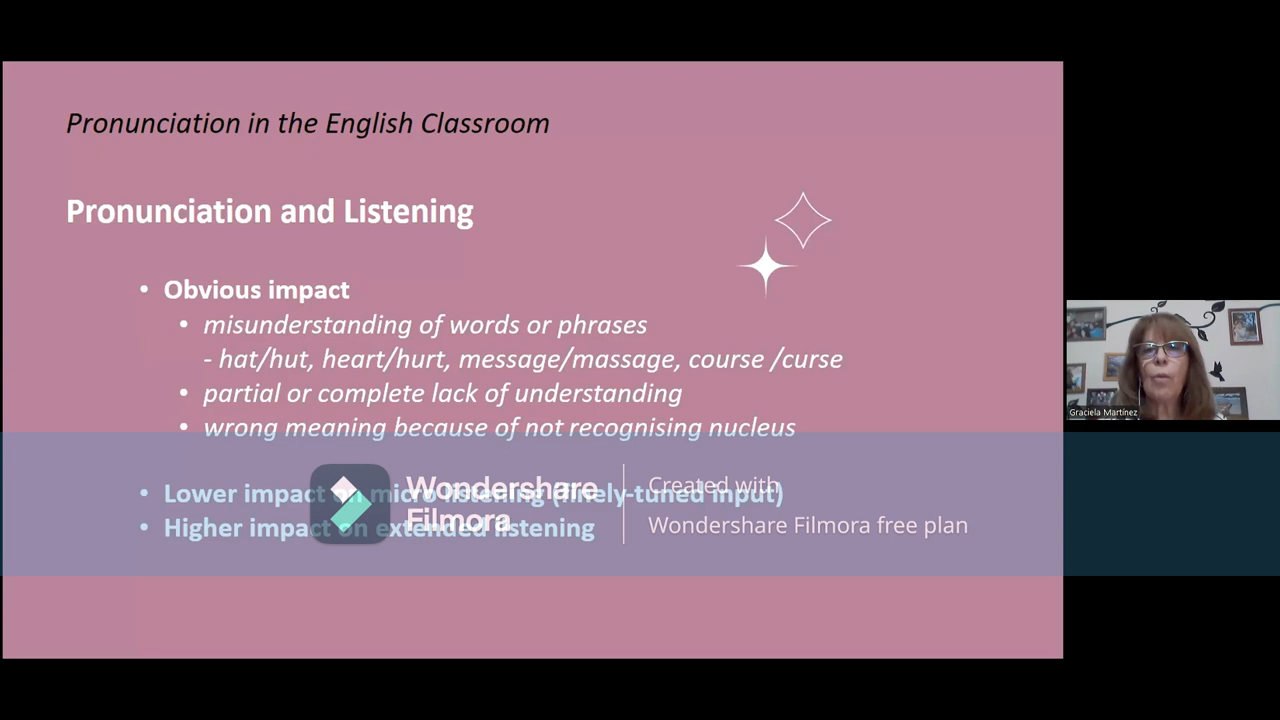 Pronunciation in the English Classroom
Pronunciation and Listening
• Obvious impact
• misunderstanding of words or phrases
- hat/hut, heart/hurt, message/massage, course /curse
• partial or complete lack of understanding
• wrong meaning because of not recognising nucleus
• Lower impact on micro listening (finely-tuned input)
• Higher impact on extended listening
Wondershare
Filmora
Created with
Wondershare Filmora free plan
Graciela Martínez